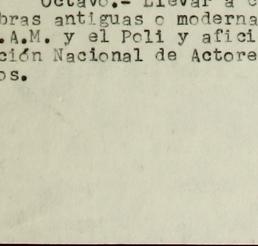 Octavo.- Llevar a c
bras antiguas o moderna
.A.M. y el Poli y afici
ción Nacional de Actore
os.